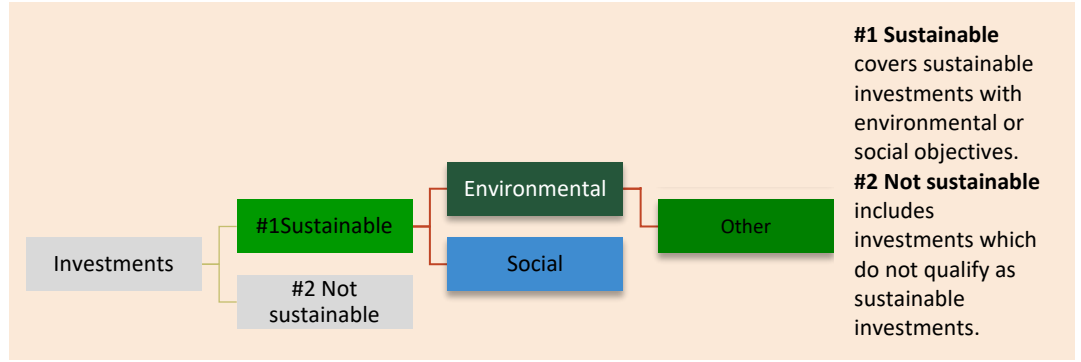 Investments
#1Sustainable
#2 Not
sustainable
Environmental
Social
Other
#1 Sustainable
covers sustainable
investments with
environmental or
social objectives.
#2 Not sustainable
includes
investments which
do not qualify as
sustainable
investments.